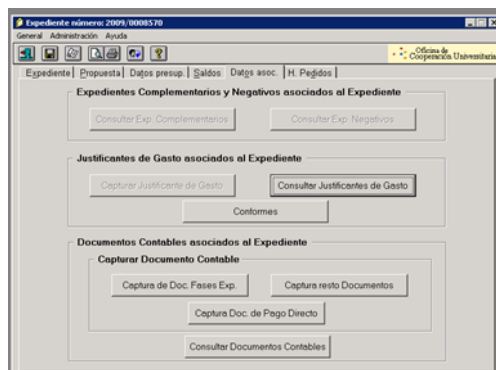 Expediente número: 2009/0008570
General Administración Ayuda
Oficina de
Cooperación Universitaria
Expediente Propuesta Datos presup. Saldos Datos asoc. H. Pedidos
Expedientes Complementarios y Negativos asociados al Expediente
Consultar Exp. Complementarios Consultar Exp. Negativos
Justificantes de Gasto asociados al Expediente
Capturar Justificante de Gasto Consultar Justificantes de Gasto
Conformes
Documentos Contables asociados al Expediente
Capturar Documento Contable
Captura de Doc. Fases Exp. Captura resto Documentos
Captura Doc. de Pago Directo
Consultar Documentos Contables